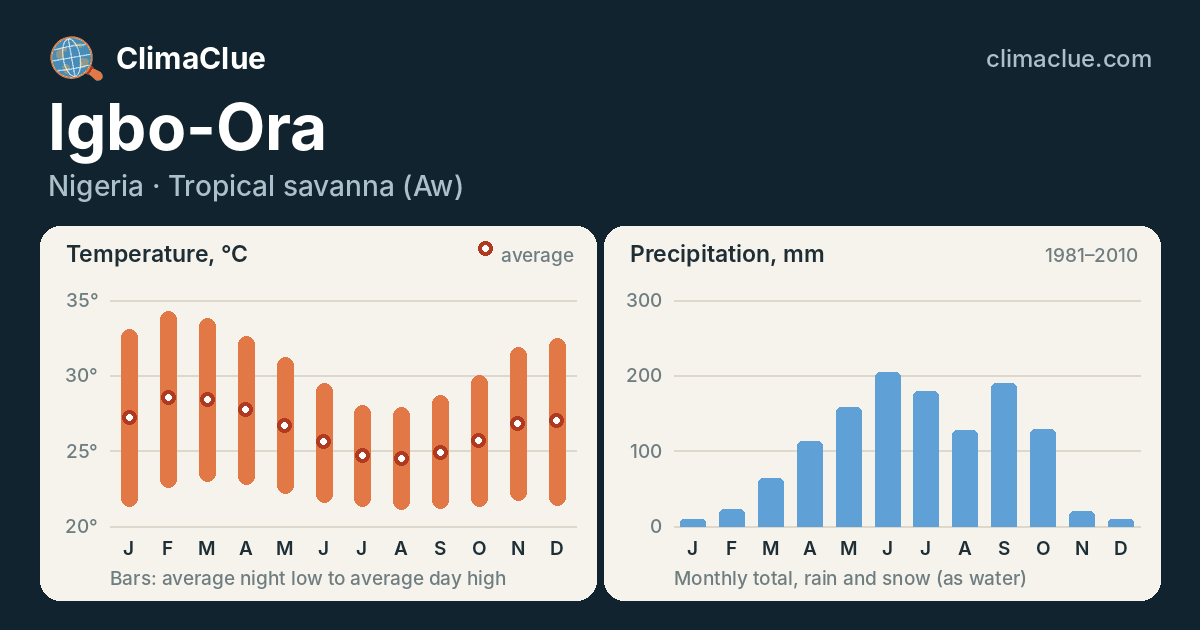 ClimaClue
climaclue.com
Igbo-Ora
Nigeria · Tropical savanna (Aw)
Temperature, °C
average
35°
30°
25°
20°
J F M A M J J A S O N D
Bars: average night low to average day high
Precipitation, mm
1981–2010
300
200
100
0
J F M A M J J A S O N D
Monthly total, rain and snow (as water)